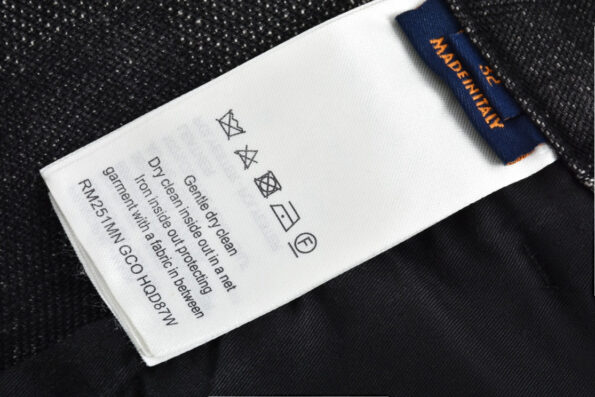 52
MADE IN ITALY
F
Gentle dry clean
Dry clean inside out in a net
Iron inside out protecting
garment with a fabric in between
RM251MN GCO HQD87W